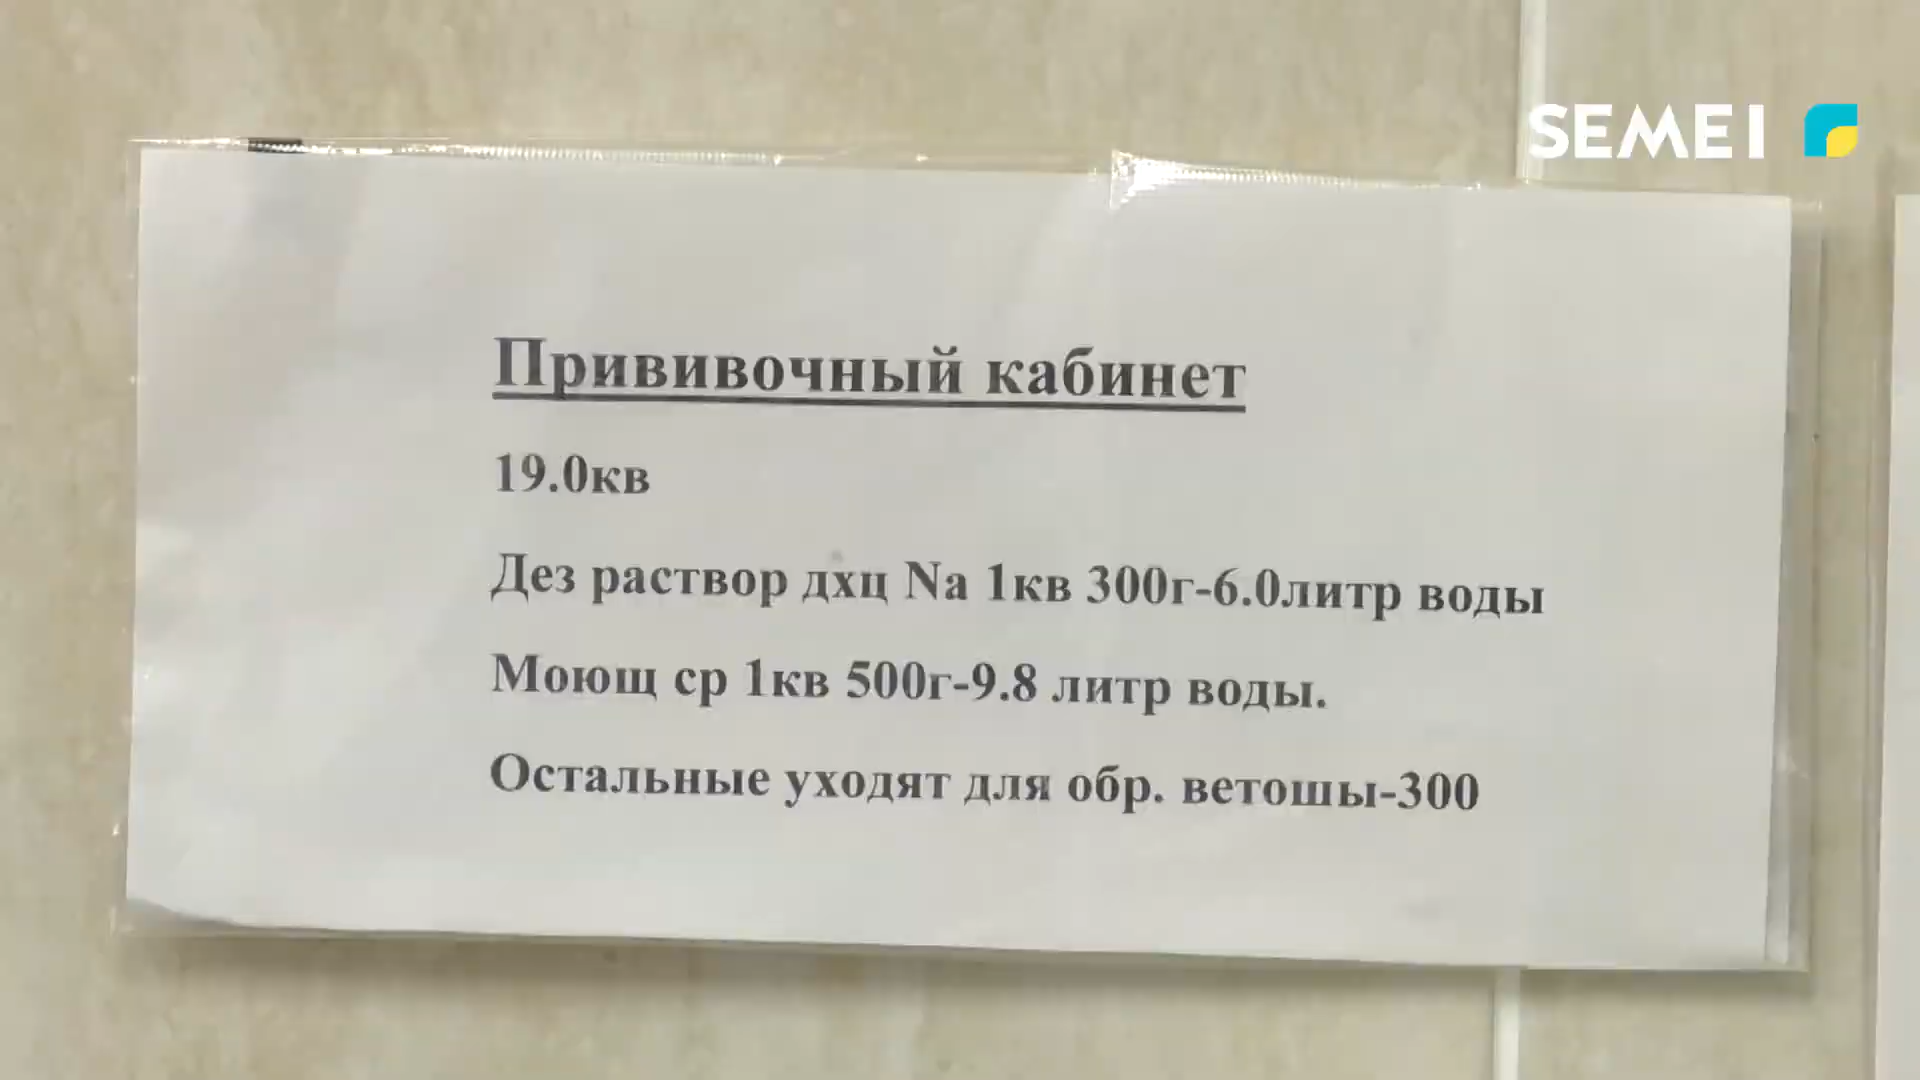 SEMEI
Прививочный кабинет
19.0кв
Дез раствор дхц Na 1кв 300г-6.0литр воды
Моющ ср 1кв 500г-9.8 литр воды.
Остальные уходят для обр. ветошы-300